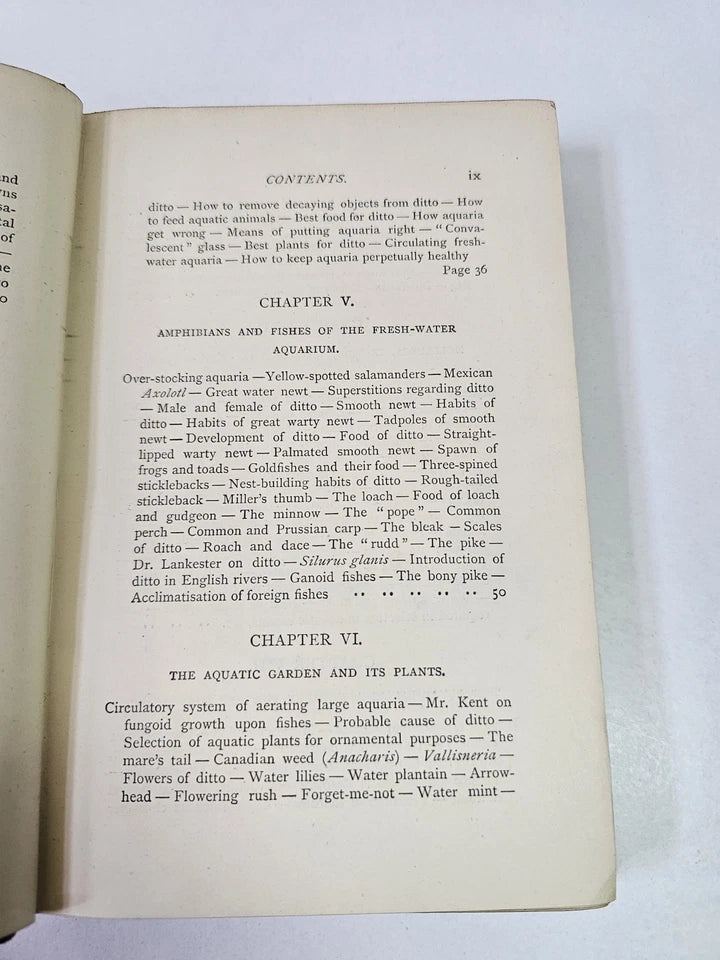 nd
ns
sa-
al
of
—
e
o
o
CONTENTS. ix
ditto — How to remove decaying objects from ditto — How
to feed aquatic animals — Best food for ditto — How aquaria
get wrong — Means of putting aquaria right — “ Conva-
lescent” glass — Best plants for ditto — Circulating fresh-
water aquaria — How to keep aquaria perpetually healthy
Page 36
CHAPTER V.
AMPHIBIANS AND FISHES OF THE FRESH-WATER
AQUARIUM.
Over-stocking aquaria —Yellow-spotted salamanders — Mexican
Axolotl — Great water newt — Superstitions regarding ditto
— Male and female of ditto — Smooth newt — Habits of
ditto — Habits of great warty newt — Tadpoles of smooth
newt — Development of ditto — Food of ditto — Straight-
lipped warty newt — Palmated smooth newt — Spawn of
frogs and toads — Goldfishes and their food — Three-spined
sticklebacks — Nest-building habits of ditto — Rough-tailed
stickleback — Miller's thumb — The loach — Food of loach
and gudgeon — The minnow — The “ pope” — Common
perch — Common and Prussian carp — The bleak — Scales
of ditto — Roach and dace — The “rudd” — The pike —
Dr. Lankester on ditto — Silurus glanis — Introduction of
ditto in English rivers — Ganoid fishes — The bony pike —
Acclimatisation of foreign fishes .. .. .. .. .. 50
CHAPTER VI.
THE AQUATIC GARDEN AND ITS PLANTS.
Circulatory system of aerating large aquaria — Mr. Kent on
fungoid growth upon fishes — Probable cause of ditto —
Selection of aquatic plants for ornamental purposes — The
mare's tail — Canadian weed (Anacharis) — Vallisneria —
Flowers of ditto — Water lilies — Water plantain — Arrow-
head — Flowering rush — Forget-me-not — Water mint —